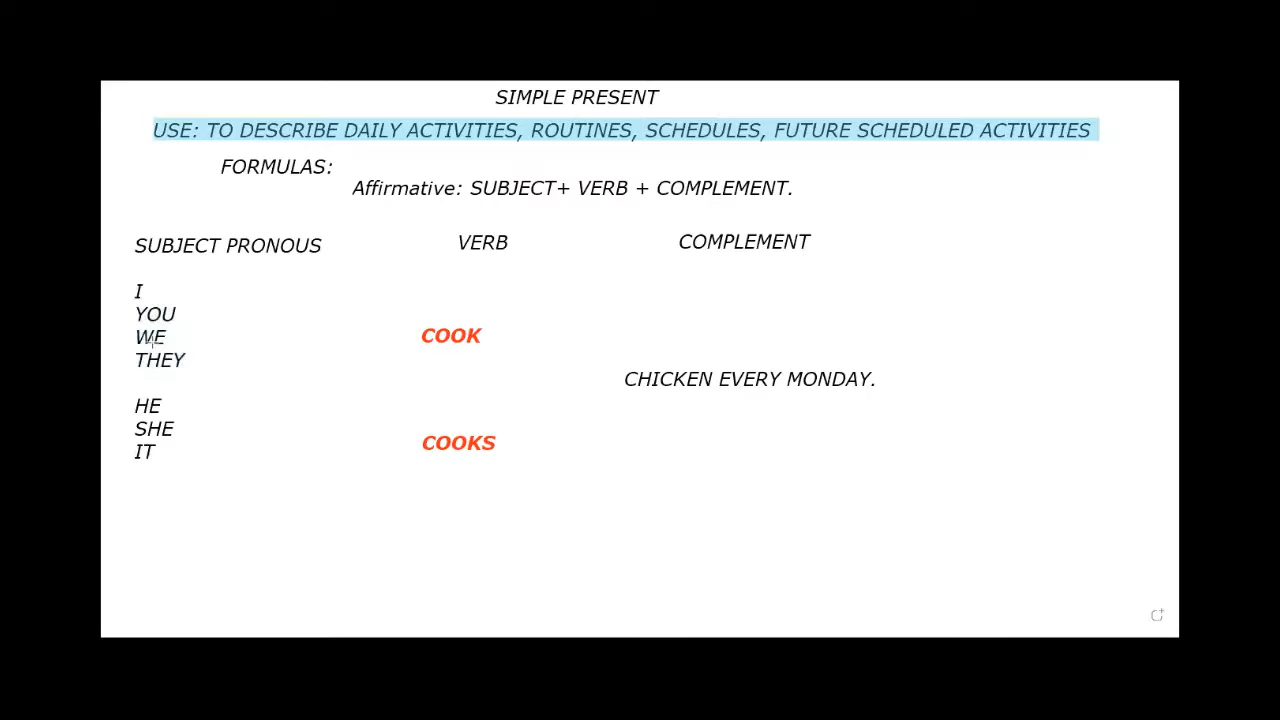 SIMPLE PRESENT
USE: TO DESCRIBE DAILY ACTIVITIES, ROUTINES, SCHEDULES, FUTURE SCHEDULED ACTIVITIES
FORMULAS:
Affirmative: SUBJECT+ VERB + COMPLEMENT.
SUBJECT PRONOUS VERB COMPLEMENT
I
YOU
WE COOK
THEY
CHICKEN EVERY MONDAY.
HE
SHE
IT COOKS